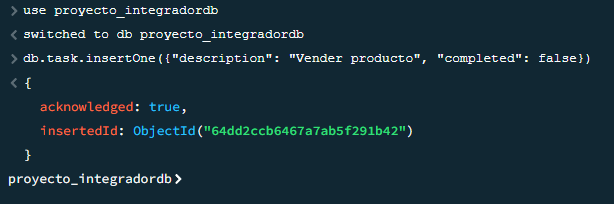 > use proyecto_integradordb
< switched to db proyecto_integradordb
> db.task.insertOne({"description": "Vender producto", "completed": false})
< {
acknowledged: true,
insertedId: ObjectId("64dd2ccb6467a7ab5f291b42")
}
proyecto_integradordb>